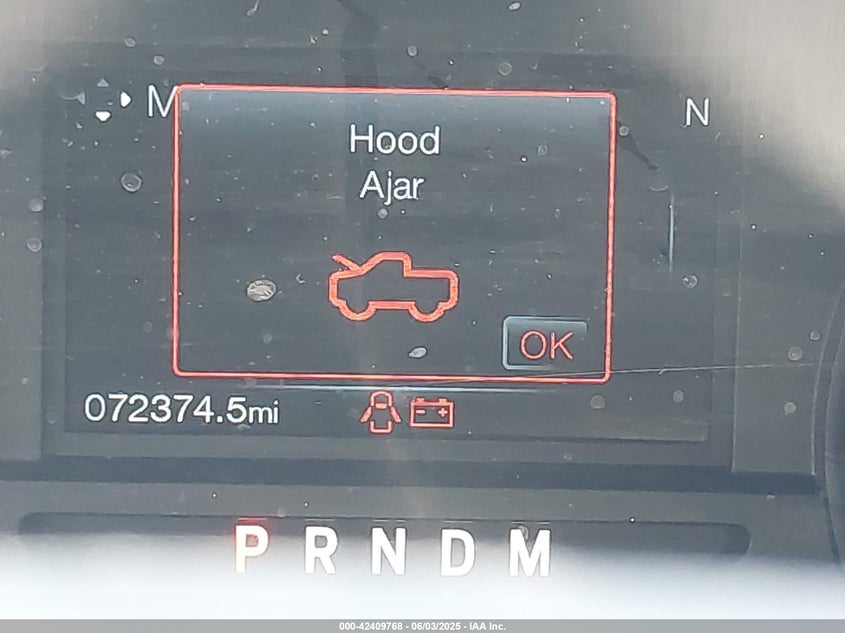 M
N
Hood
Ajar
OK
072374.5mi
P R N D M
000-42409768 - 06/03/2025 - IAA Inc.